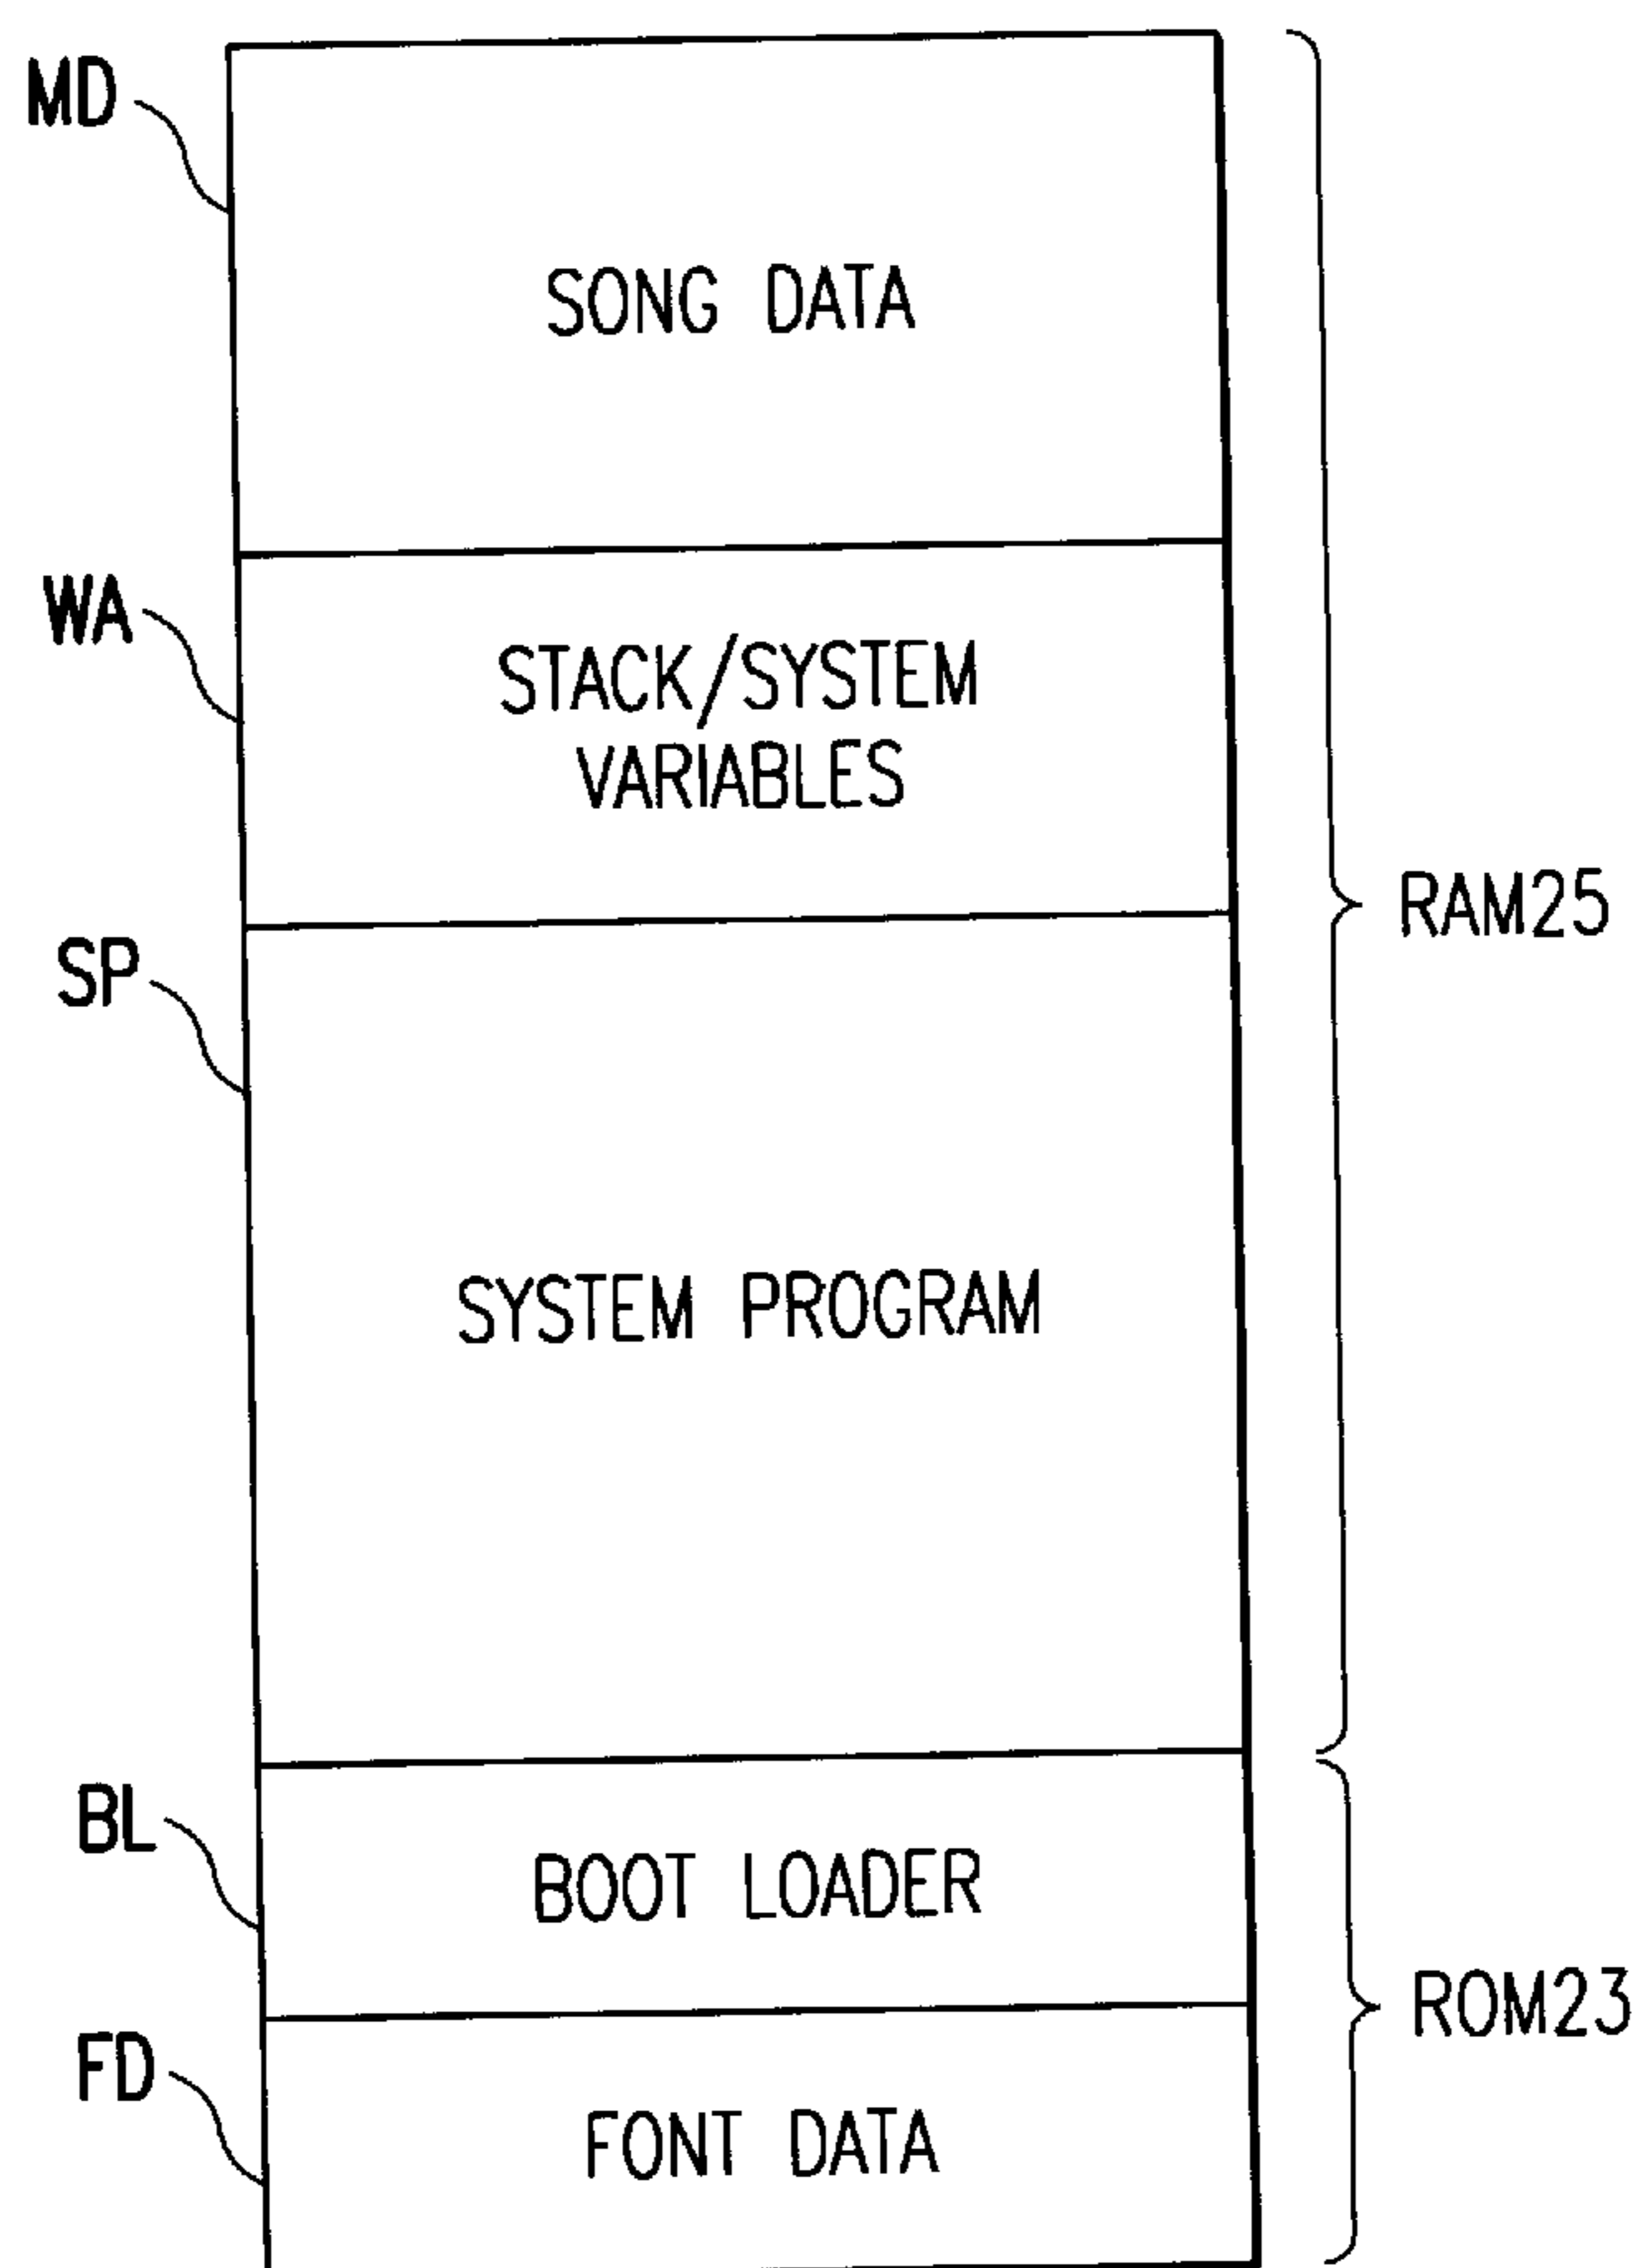 MD
SONG DATA
WA
STACK/SYSTEM
VARIABLES
RAM25
SP
SYSTEM PROGRAM
BL
BOOT LOADER
ROM23
FD
FONT DATA